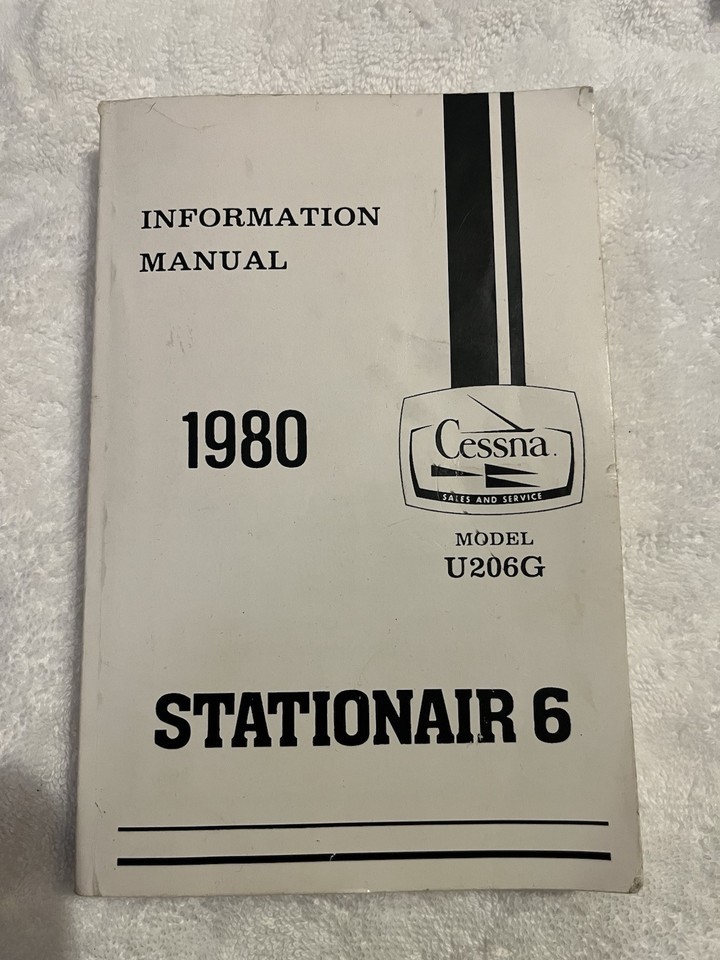 INFORMATION
MANUAL
1980
Cessna.
SALES AND SERVICE
MODEL
U206G
STATIONAIR 6